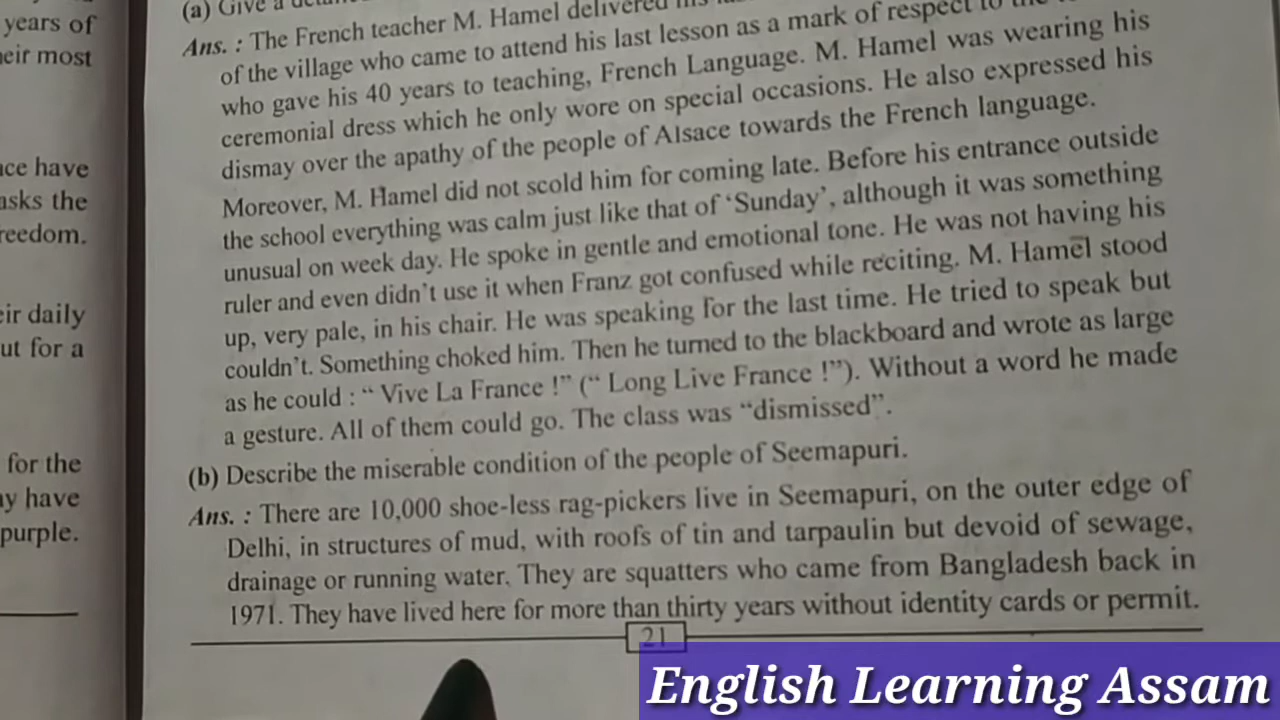 years of
eir most
ce have
asks the
reedom.
eir daily
ut for a
for the
ay have
purple.
(a) Give a
Ans. : The French teacher M. Hamel delivered
of the village who came to attend his last lesson as a mark of respect to
who gave his 40 years to teaching, French Language. M. Hamel was wearing his
ceremonial dress which he only wore on special occasions. He also expressed his
dismay over the apathy of the people of Alsace towards the French language.
Moreover, M. Hamel did not scold him for coming late. Before his entrance outside
the school everything was calm just like that of ‘Sunday’, although it was something
unusual on week day. He spoke in gentle and emotional tone. He was not having his
ruler and even didn’t use it when Franz got confused while reciting. M. Hamel stood
up, very pale, in his chair. He was speaking for the last time. He tried to speak but
couldn’t. Something choked him. Then he turned to the blackboard and wrote as large
as he could : “ Vive La France !” (“ Long Live France !”). Without a word he made
a gesture. All of them could go. The class was “dismissed”.
(b) Describe the miserable condition of the people of Seemapuri.
Ans. : There are 10,000 shoe-less rag-pickers live in Seemapuri, on the outer edge of
Delhi, in structures of mud, with roofs of tin and tarpaulin but devoid of sewage,
drainage or running water. They are squatters who came from Bangladesh back in
1971. They have lived here for more than thirty years without identity cards or permit.
21
English Learning Assam